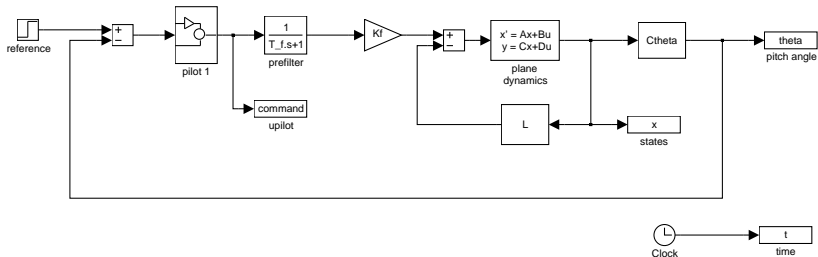 reference
+
−
pilot 1
1
T_f.s+1
prefilter
Kf
+
−
x' = Ax+Bu
y = Cx+Du
plane
dynamics
Ctheta
theta
pitch angle
command
upilot
L
x
states
Clock
t
time